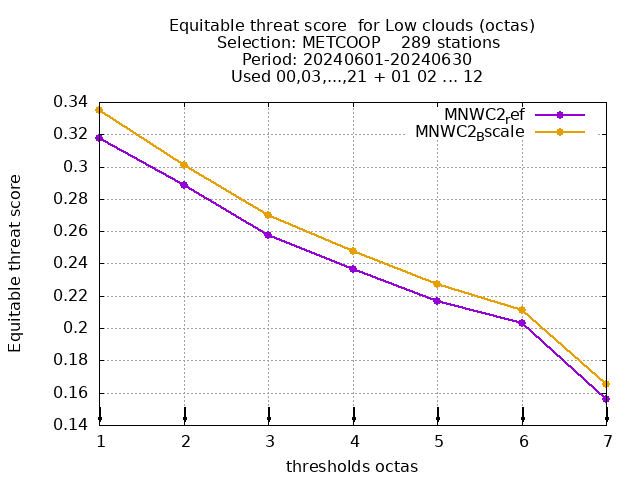 Equitable threat score  for Low clouds (octas)
Selection: METCOOP    289 stations
Period: 20240601-20240630
Used 00,03,...,21 + 01 02 ... 12
MNWC2ref
MNWC2Bscale
Equitable threat score
0.34
0.32
0.3
0.28
0.26
0.24
0.22
0.2
0.18
0.16
0.14
1 2 3 4 5 6 7
thresholds octas